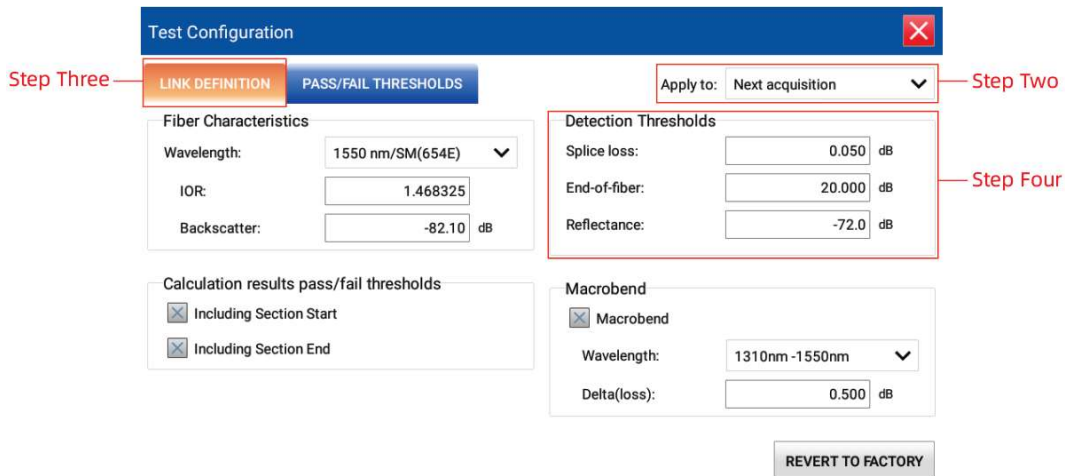 Test Configuration
Step Three
LINK DEFINITION
PASS/FAIL THRESHOLDS
Apply to: Next acquisition
Step Two
Fiber Characteristics
Wavelength: 1550 nm/SM(654E)
IOR: 1.468325
Backscatter: -82.10 dB
Detection Thresholds
Splice loss: 0.050 dB
End-of-fiber: 20.000 dB
Reflectance: -72.0 dB
Step Four
Calculation results pass/fail thresholds
Including Section Start
Including Section End
Macrobend
Macrobend
Wavelength: 1310nm -1550nm
Delta(loss): 0.500 dB
REVERT TO FACTORY